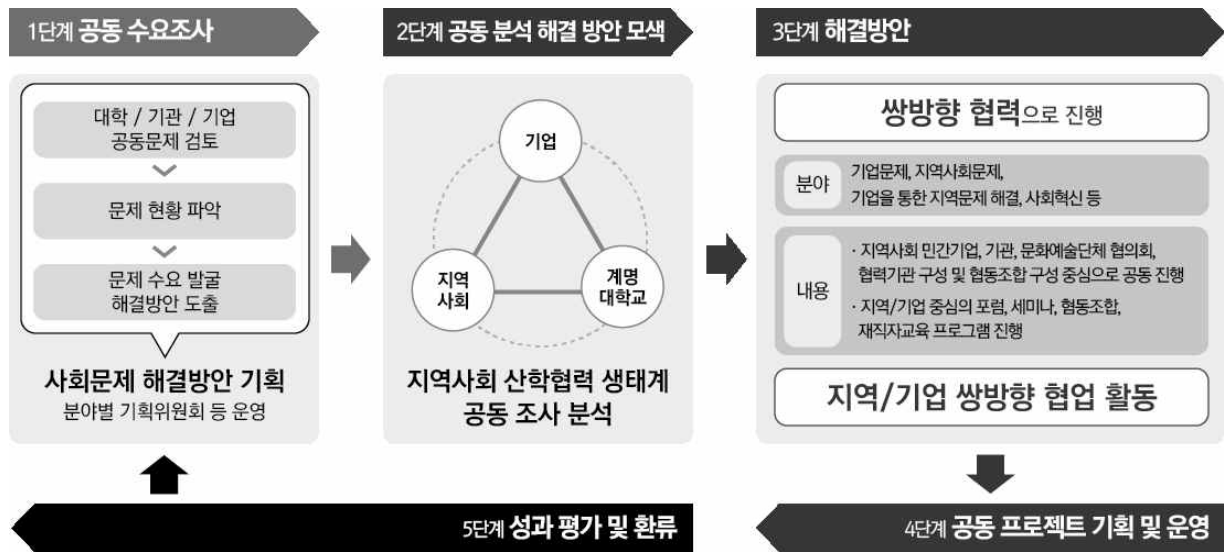 1단계 공동 수요조사
대학 / 기관 / 기업
공동문제 검토
문제 현황 파악
문제 수요 발굴
해결방안 도출
사회문제 해결방안 기획
분야별 기획위원회 등 운영
2단계 공동 분석 해결 방안 모색
기업
지역
사회
계명
대학교
지역사회 산학협력 생태계
공동 조사 분석
3단계 해결방안
쌍방향 협력으로 진행
분야
기업문제, 지역사회문제,
기업을 통한 지역문제 해결, 사회혁신 등
내용
· 지역사회 민간기업, 기관, 문화예술단체 협의회,
협력기관 구성 및 협동조합 구성 중심으로 공동 진행
· 지역/기업 중심의 포럼, 세미나, 협동조합,
재직자교육 프로그램 진행
지역/기업 쌍방향 협업 활동
4단계 공동 프로젝트 기획 및 운영
5단계 성과 평가 및 환류